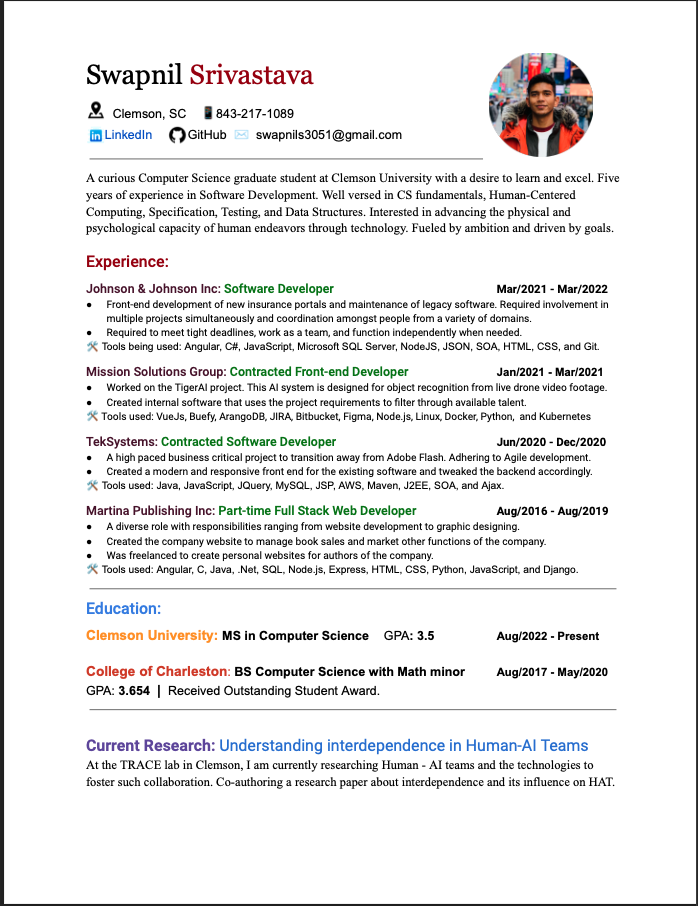 Swapnil Srivastava
Clemson, SC 843-217-1089
LinkedIn GitHub swapnils3051@gmail.com
A curious Computer Science graduate student at Clemson University with a desire to learn and excel. Five
years of experience in Software Development. Well versed in CS fundamentals, Human-Centered
Computing, Specification, Testing, and Data Structures. Interested in advancing the physical and
psychological capacity of human endeavors through technology. Fueled by ambition and driven by goals.
Experience:
Johnson & Johnson Inc: Software Developer Mar/2021 - Mar/2022
● Front-end development of new insurance portals and maintenance of legacy software. Required involvement in
multiple projects simultaneously and coordination amongst people from a variety of domains.
● Required to meet tight deadlines, work as a team, and function independently when needed.
🛠 Tools being used: Angular, C#, JavaScript, Microsoft SQL Server, NodeJS, JSON, SOA, HTML, CSS, and Git.
Mission Solutions Group: Contracted Front-end Developer Jan/2021 - Mar/2021
● Worked on the TigerAI project. This AI system is designed for object recognition from live drone video footage.
● Created internal software that uses the project requirements to filter through available talent.
🛠 Tools used: VueJs, Buefy, ArangoDB, JIRA, Bitbucket, Figma, Node.js, Linux, Docker, Python, and Kubernetes
TekSystems: Contracted Software Developer Jun/2020 - Dec/2020
● A high paced business critical project to transition away from Adobe Flash. Adhering to Agile development.
● Created a modern and responsive front end for the existing software and tweaked the backend accordingly.
🛠 Tools used: Java, JavaScript, JQuery, MySQL, JSP, AWS, Maven, J2EE, SOA, and Ajax.
Martina Publishing Inc: Part-time Full Stack Web Developer Aug/2016 - Aug/2019
● A diverse role with responsibilities ranging from website development to graphic designing.
● Created the company website to manage book sales and market other functions of the company.
● Was freelanced to create personal websites for authors of the company.
🛠 Tools used: Angular, C, Java, .Net, SQL, Node.js, Express, HTML, CSS, Python, JavaScript, and Django.
Education:
Clemson University: MS in Computer Science GPA: 3.5 Aug/2022 - Present
College of Charleston: BS Computer Science with Math minor Aug/2017 - May/2020
GPA: 3.654 | Received Outstanding Student Award.
Current Research: Understanding interdependence in Human-AI Teams
At the TRACE lab in Clemson, I am currently researching Human - AI teams and the technologies to
foster such collaboration. Co-authoring a research paper about interdependence and its influence on HAT.